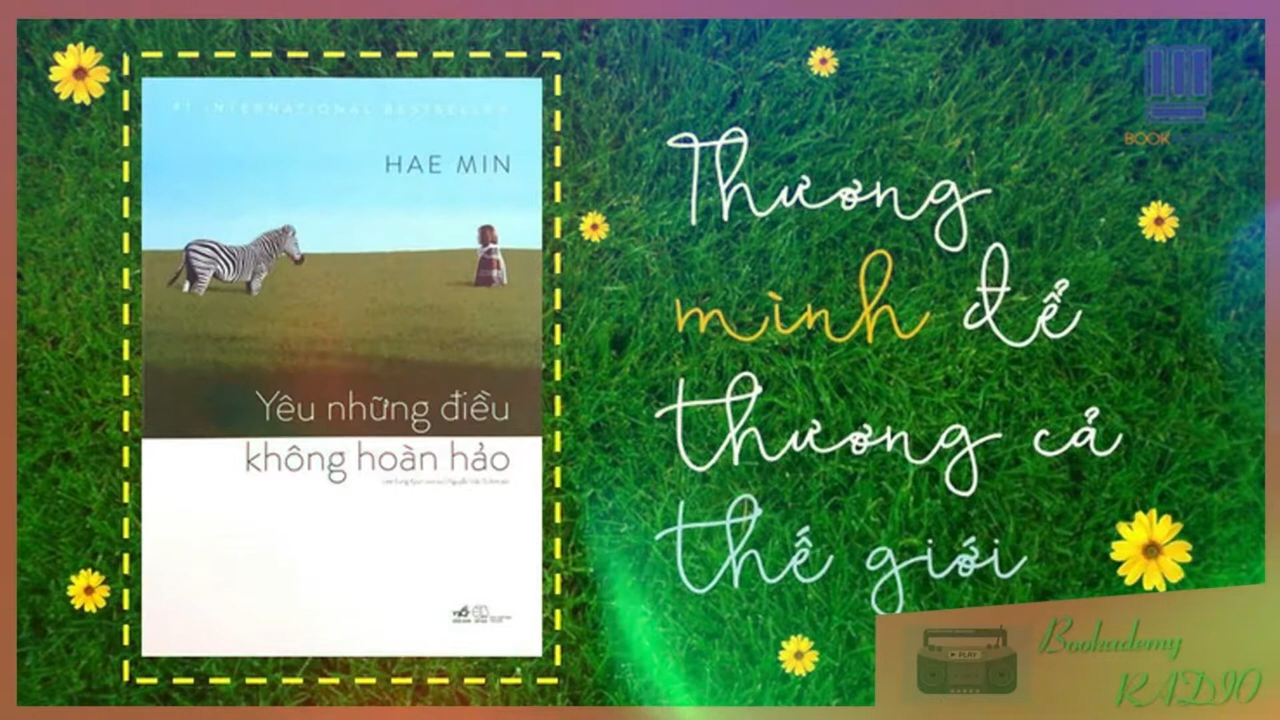 #1 INTERNATIONAL BESTSELLER
HAE MIN
Yêu những điều
không hoàn hảo
Thương
mình để
thương cả
thế giới
BOOK
PLAY
Bookademy
RADIO